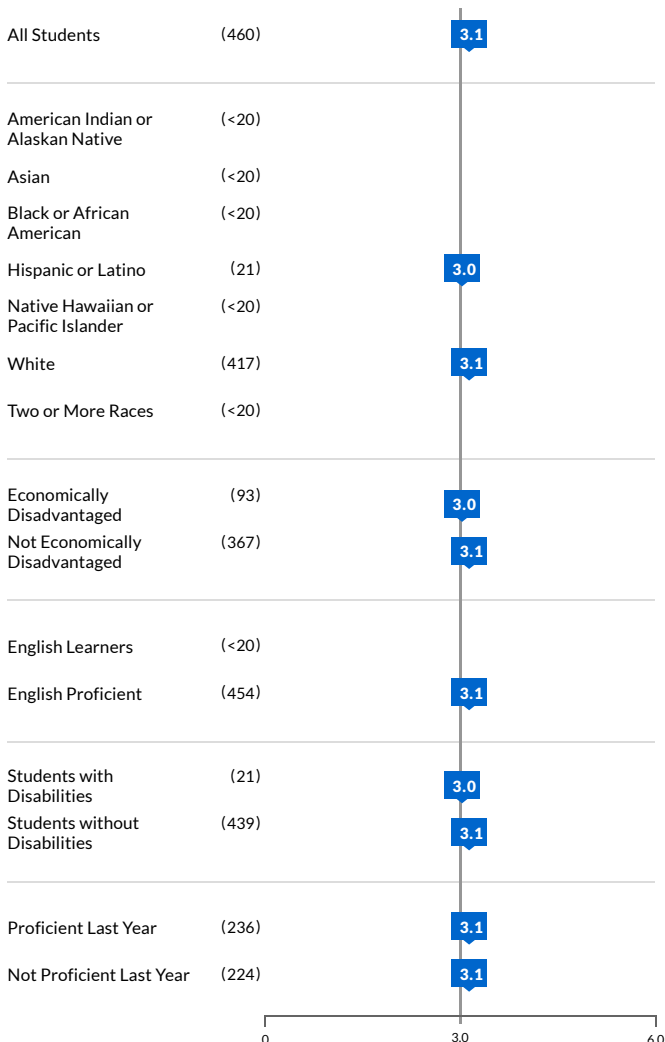 All Students (460) 3.1
American Indian or (<20)
Alaskan Native
Asian (<20)
Black or African (<20)
American
Hispanic or Latino (21) 3.0
Native Hawaiian or (<20)
Pacific Islander
White (417) 3.1
Two or More Races (<20)
Economically (93) 3.0
Disadvantaged
Not Economically (367) 3.1
Disadvantaged
English Learners (<20)
English Proficient (454) 3.1
Students with (21) 3.0
Disabilities
Students without (439) 3.1
Disabilities
Proficient Last Year (236) 3.1
Not Proficient Last Year (224) 3.1
0 3.0 6.0